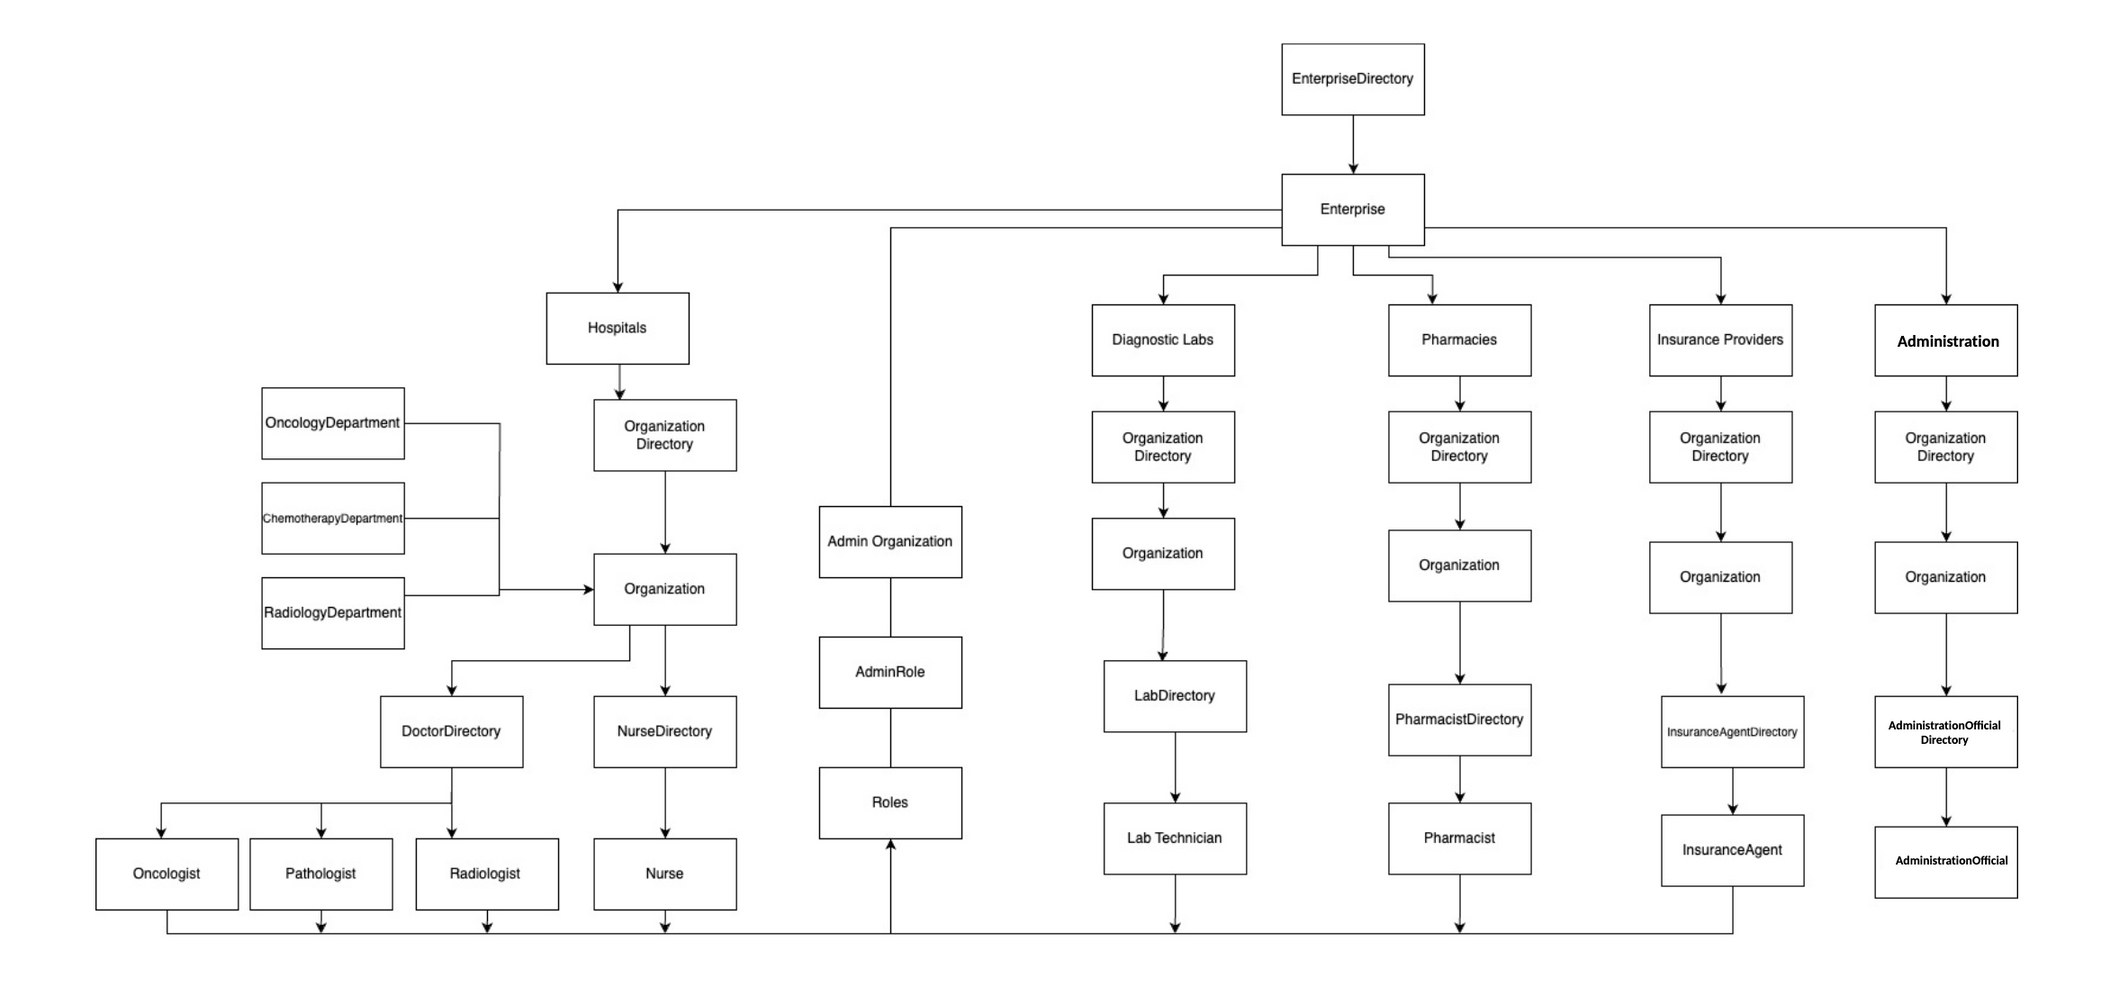 EnterpriseDirectory
Enterprise
Hospitals
Diagnostic Labs
Pharmacies
Insurance Providers
Administration
OncologyDepartment
Organization
Directory
Organization
Directory
Organization
Directory
Organization
Directory
Organization
Directory
ChemotherapyDepartment
Admin Organization
Organization
Organization
Organization
Organization
Organization
RadiologyDepartment
AdminRole
LabDirectory
DoctorDirectory
NurseDirectory
PharmacistDirectory
InsuranceAgentDirectory
AdministrationOfficial
Directory
Roles
Lab Technician
Pharmacist
InsuranceAgent
AdministrationOfficial
Oncologist
Pathologist
Radiologist
Nurse